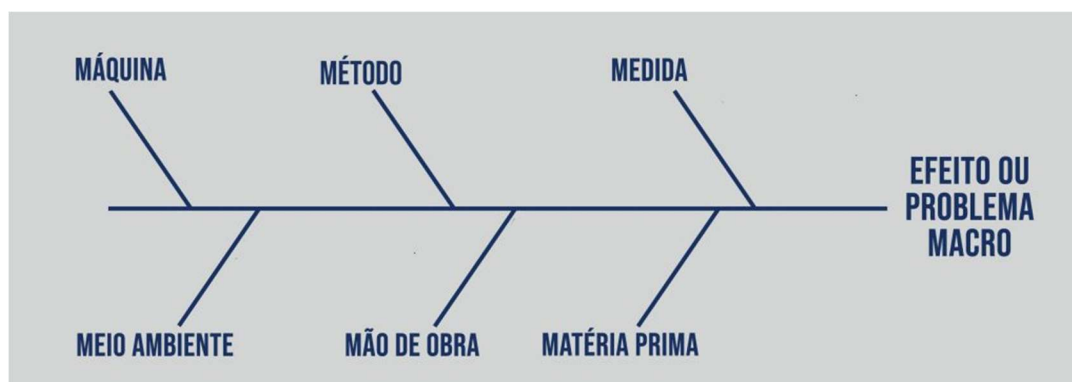 MÁQUINA
MÉTODO
MEDIDA
EFEITO OU
PROBLEMA
MACRO
MEIO AMBIENTE
MÃO DE OBRA
MATÉRIA PRIMA